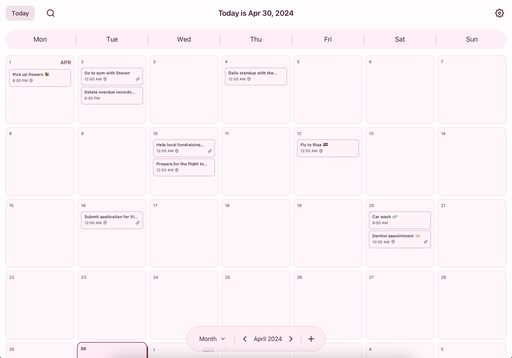 Today
Today is Apr 30, 2024
Mon
Tue
Wed
Thu
Fri
Sat
Sun
1
APR
Pick up flowers
6:00 PM
2
Go to gym with Steven
12:00 AM
Delete overdue records...
6:00 PM
3
4
Daily standup with the...
12:00 AM
5
6
7
8
9
10
Help local fundraising...
12:00 AM
Prepare for the flight to...
12:00 AM
11
12
Fly to Riga
12:00 AM
13
14
15
16
Submit application for Vi...
12:00 AM
17
18
19
20
Car wash
8:00 AM
Dentist appointment
10:00 AM
21
22
23
24
25
26
27
28
29
30
1
4
5
Month
April 2024